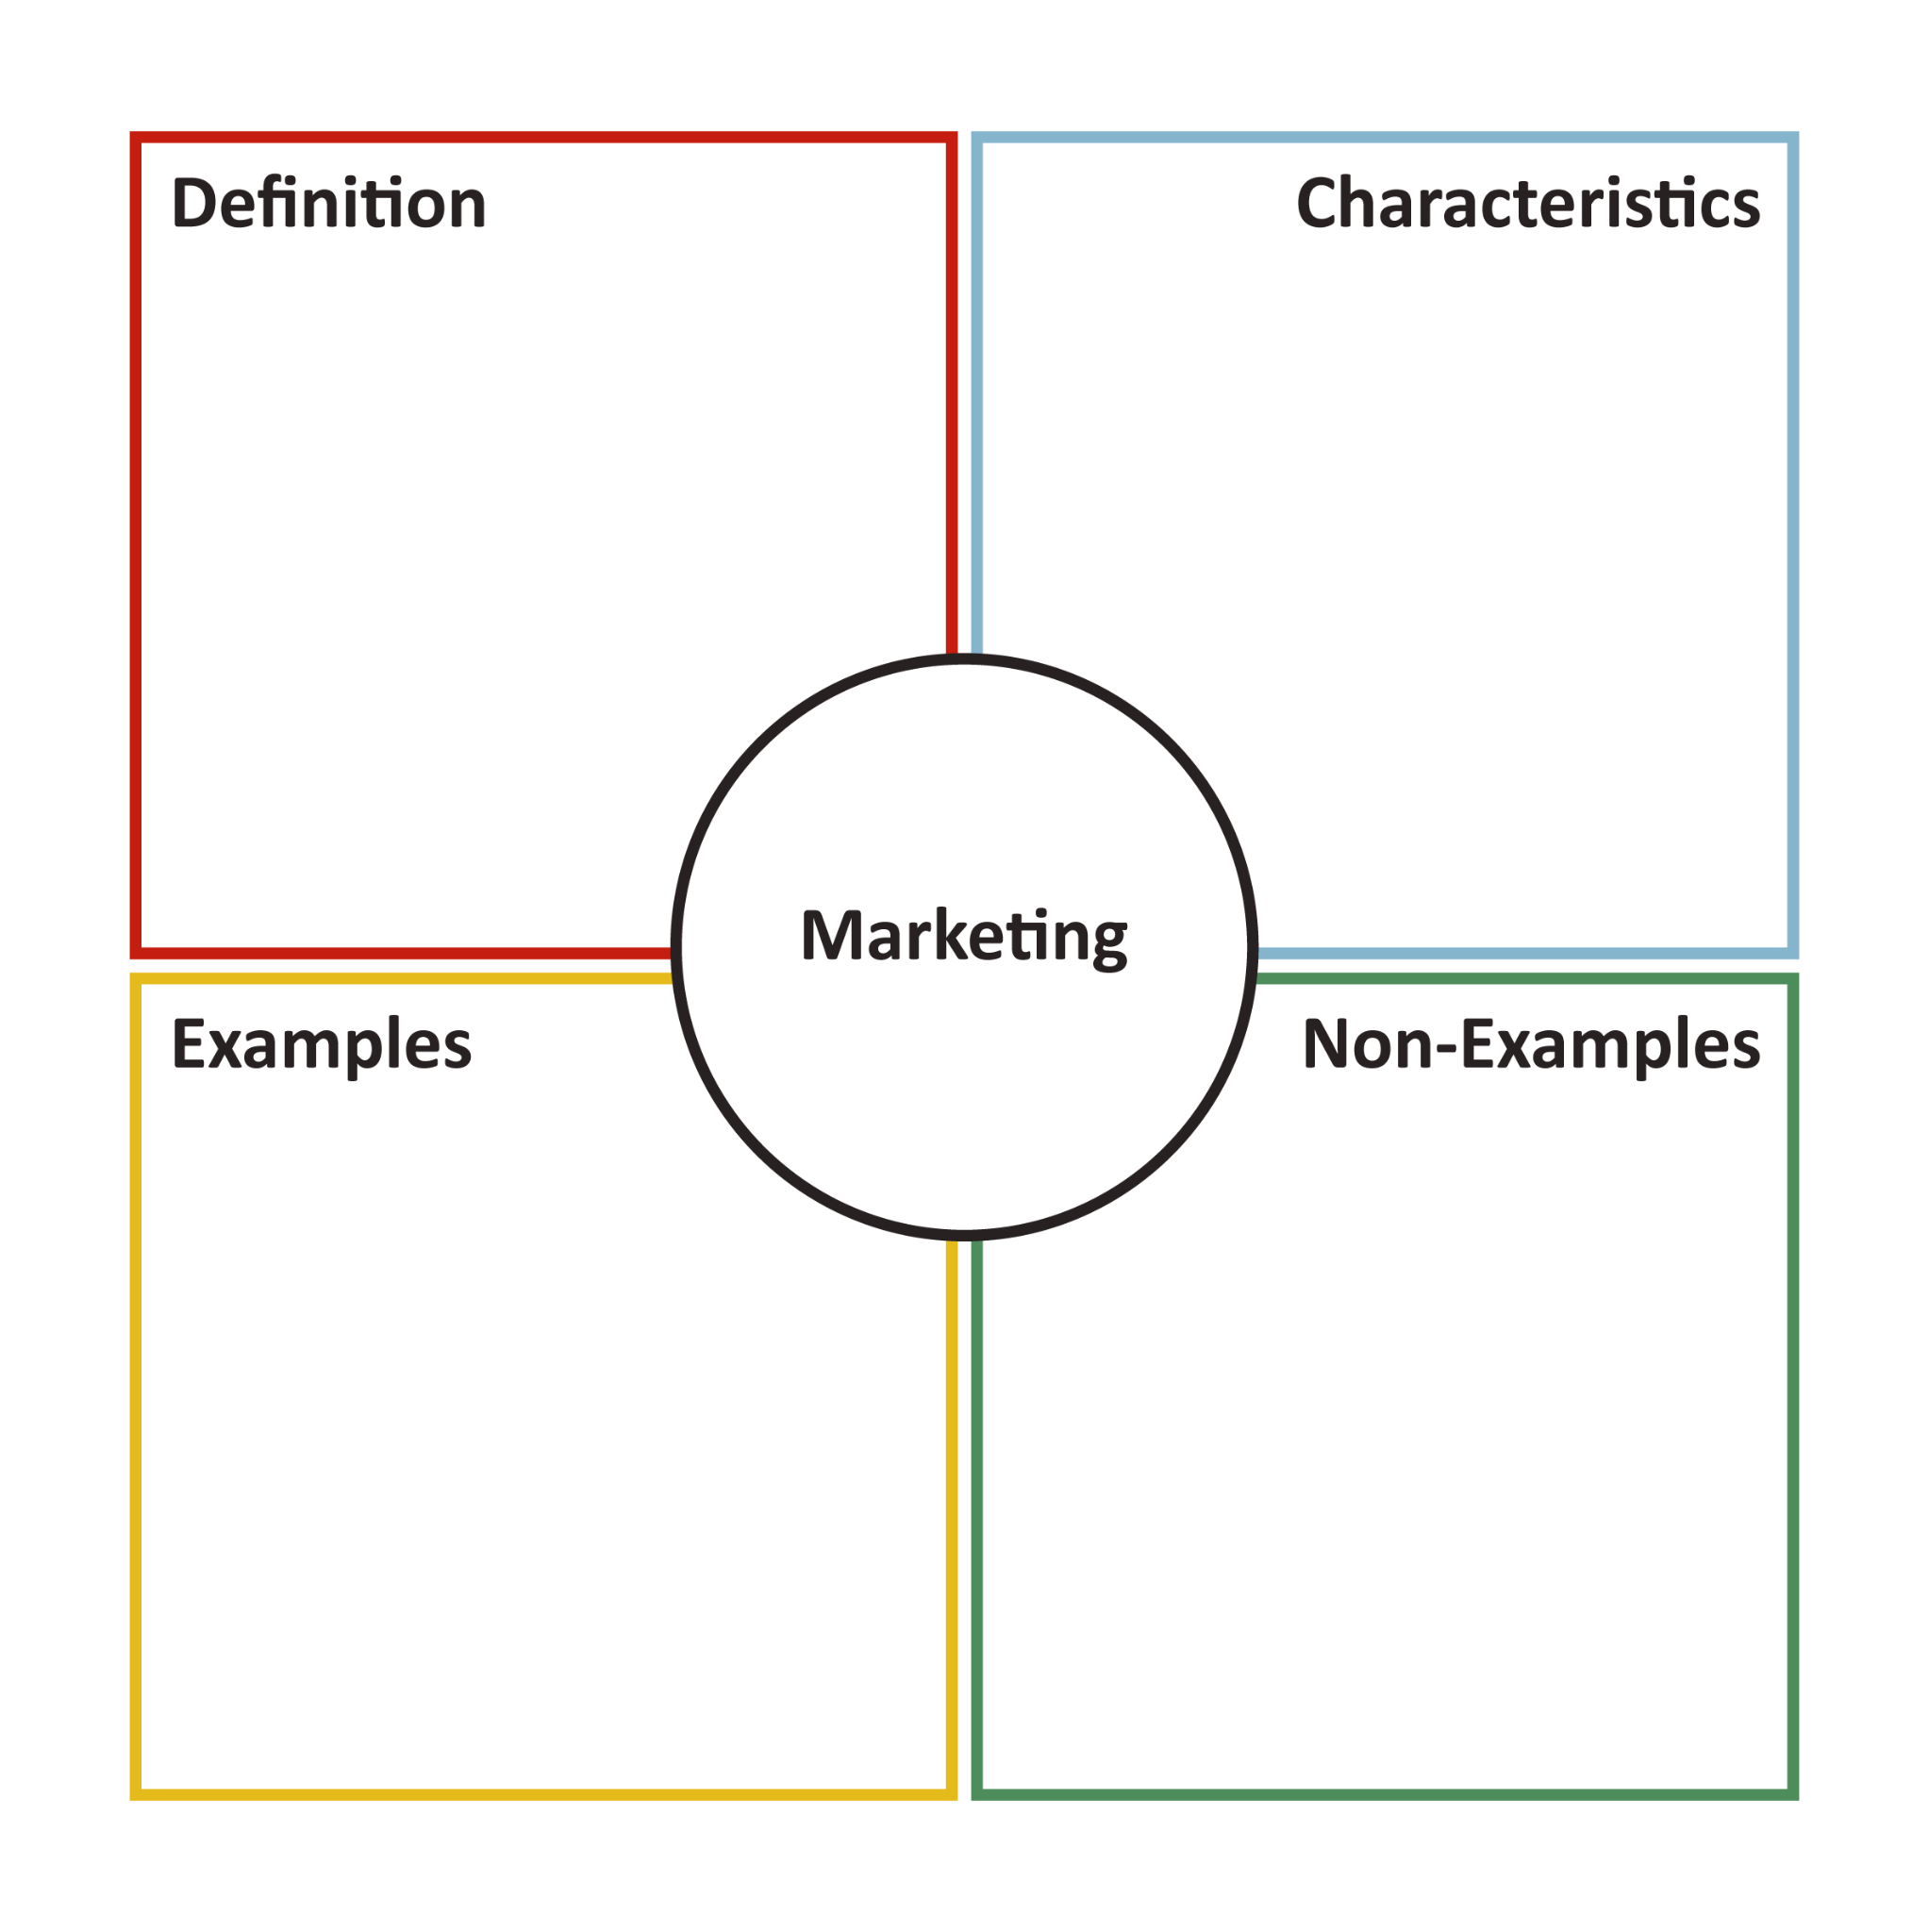 Definition
Characteristics
Marketing
Examples
Non-Examples